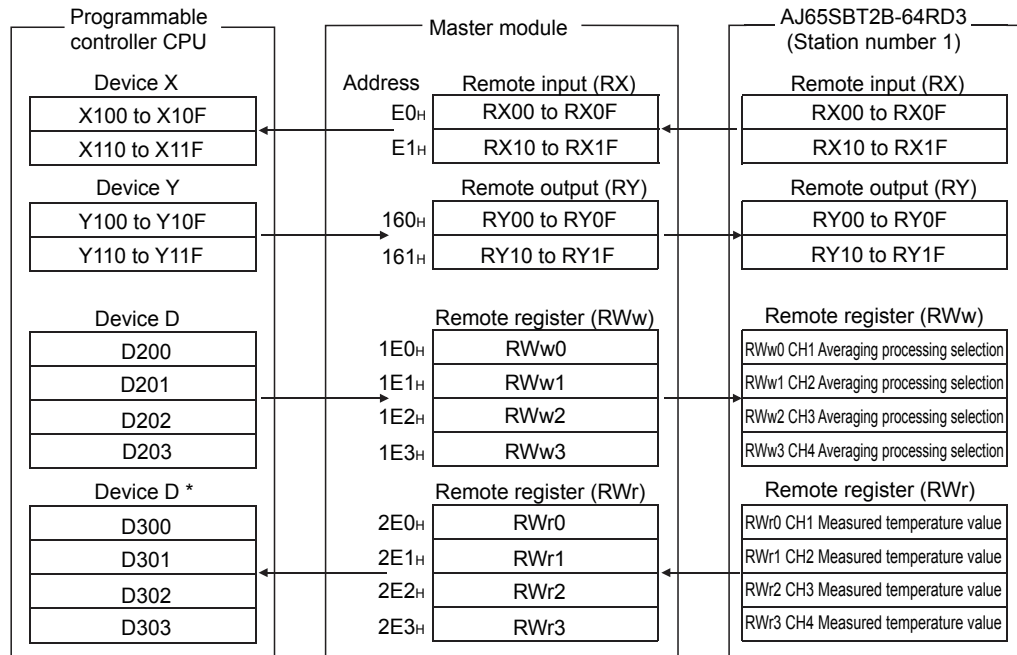 Programmable controller CPU
Master module
AJ65SBT2B-64RD3 (Station number 1)
Device X
Address
Remote input (RX)
Remote input (RX)
X100 to X10F
E0H
RX00 to RX0F
RX00 to RX0F
X110 to X11F
E1H
RX10 to RX1F
RX10 to RX1F
Device Y
Remote output (RY)
Remote output (RY)
Y100 to Y10F
160H
RY00 to RY0F
RY00 to RY0F
Y110 to Y11F
161H
RY10 to RY1F
RY10 to RY1F
Device D
Remote register (RWw)
Remote register (RWw)
D200
1E0H
RWw0
RWw0 CH1 Averaging processing selection
D201
1E1H
RWw1
RWw1 CH2 Averaging processing selection
D202
1E2H
RWw2
RWw2 CH3 Averaging processing selection
D203
1E3H
RWw3
RWw3 CH4 Averaging processing selection
Device D *
Remote register (RWr)
Remote register (RWr)
D300
2E0H
RWr0
RWr0 CH1 Measured temperature value
D301
2E1H
RWr1
RWr1 CH2 Measured temperature value
D302
2E2H
RWr2
RWr2 CH3 Measured temperature value
D303
2E3H
RWr3
RWr3 CH4 Measured temperature value